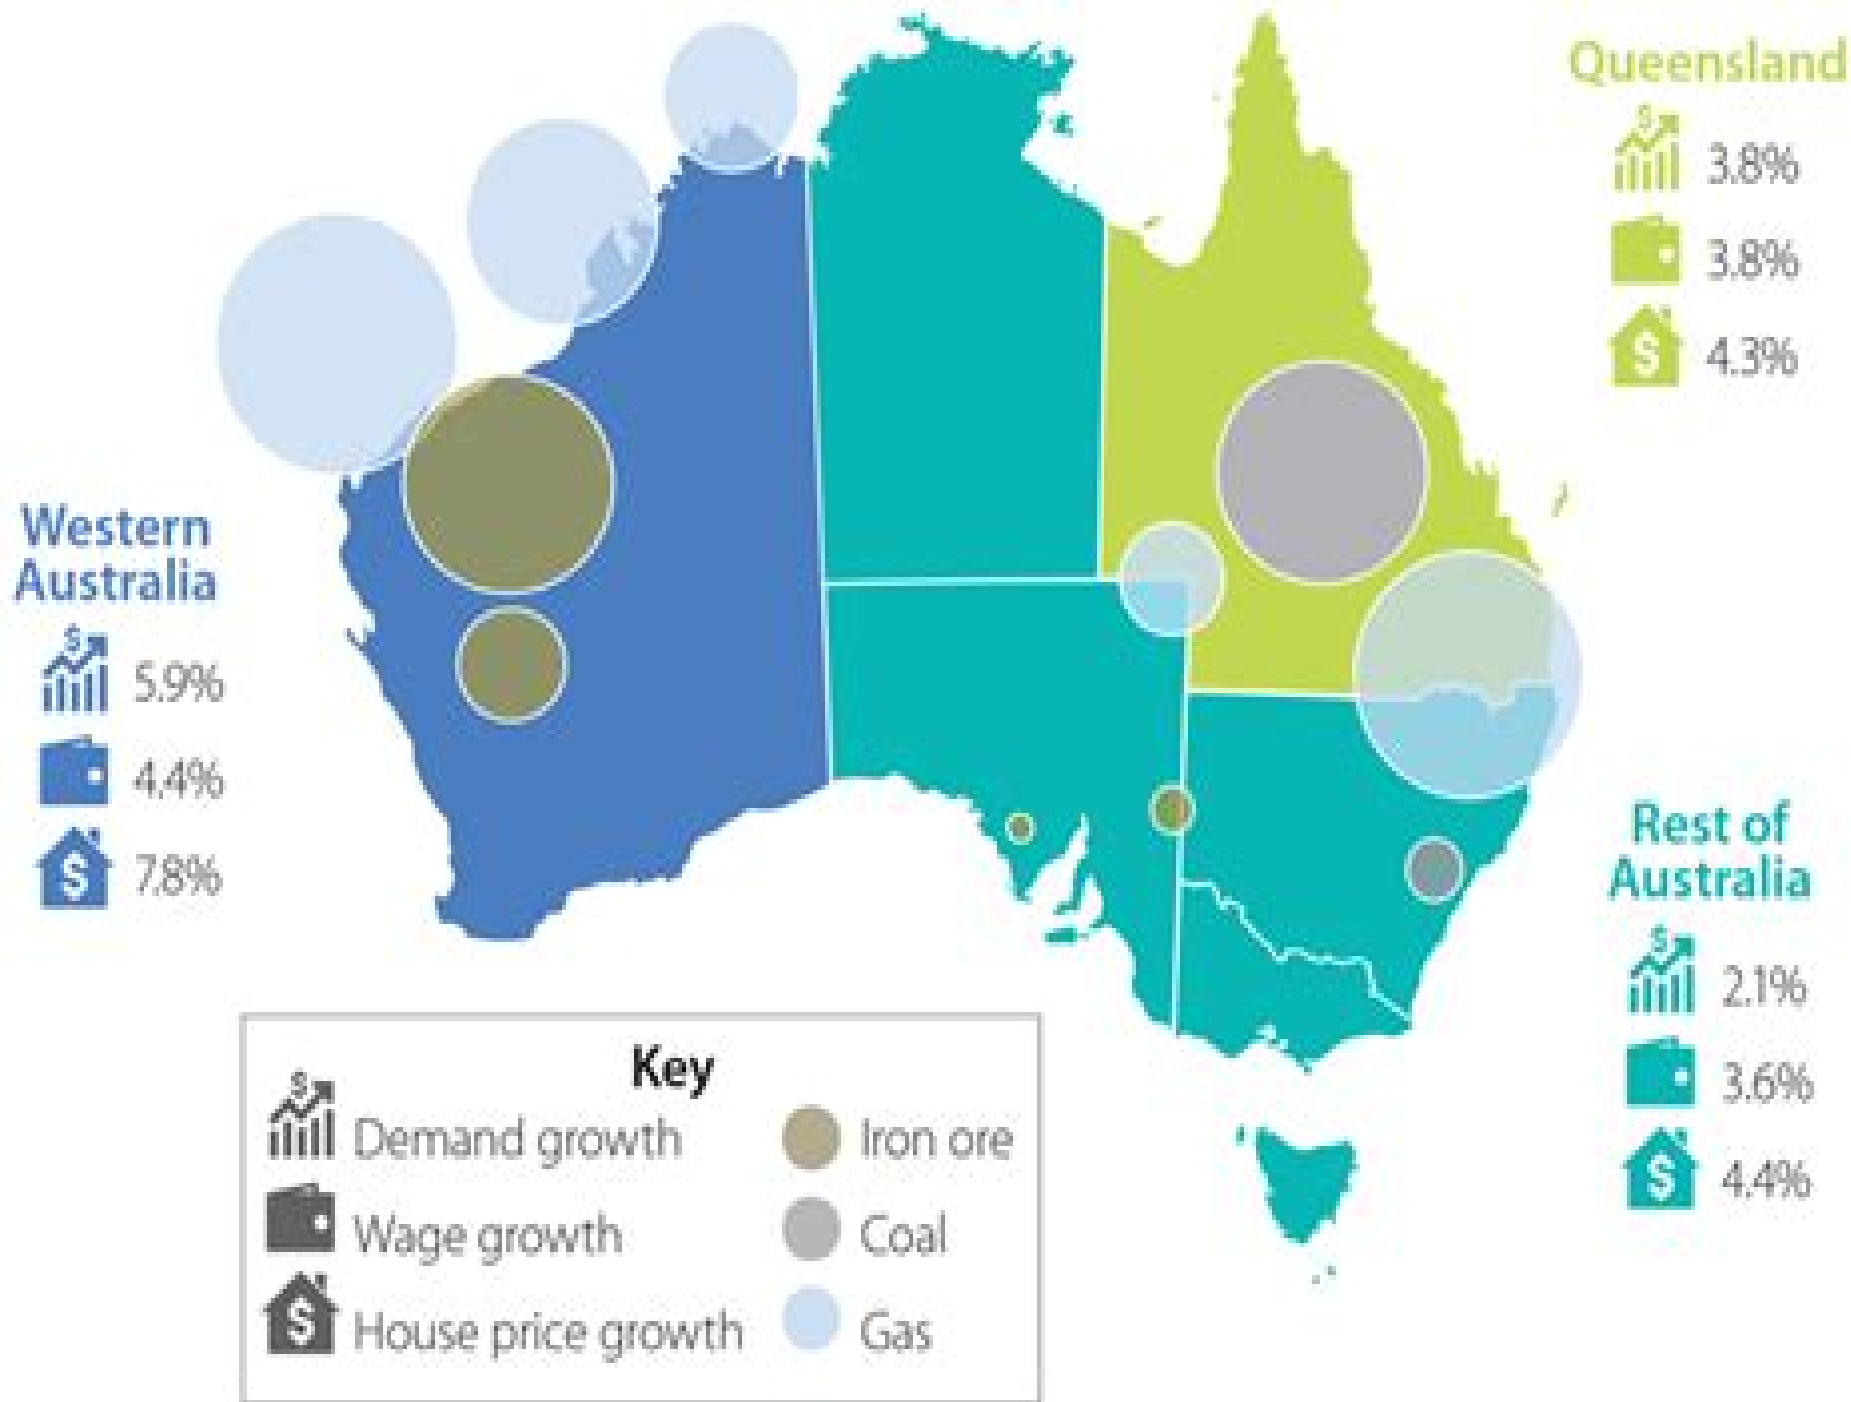 Queensland
$
3.8%
3.8%
$
4.3%
Western
Australia
$
5.9%
4.4%
$
7.8%
Rest of
Australia
$
2.1%
3.6%
$
4.4%
Key
$
Demand growth
Iron ore
Wage growth
Coal
$
House price growth
Gas